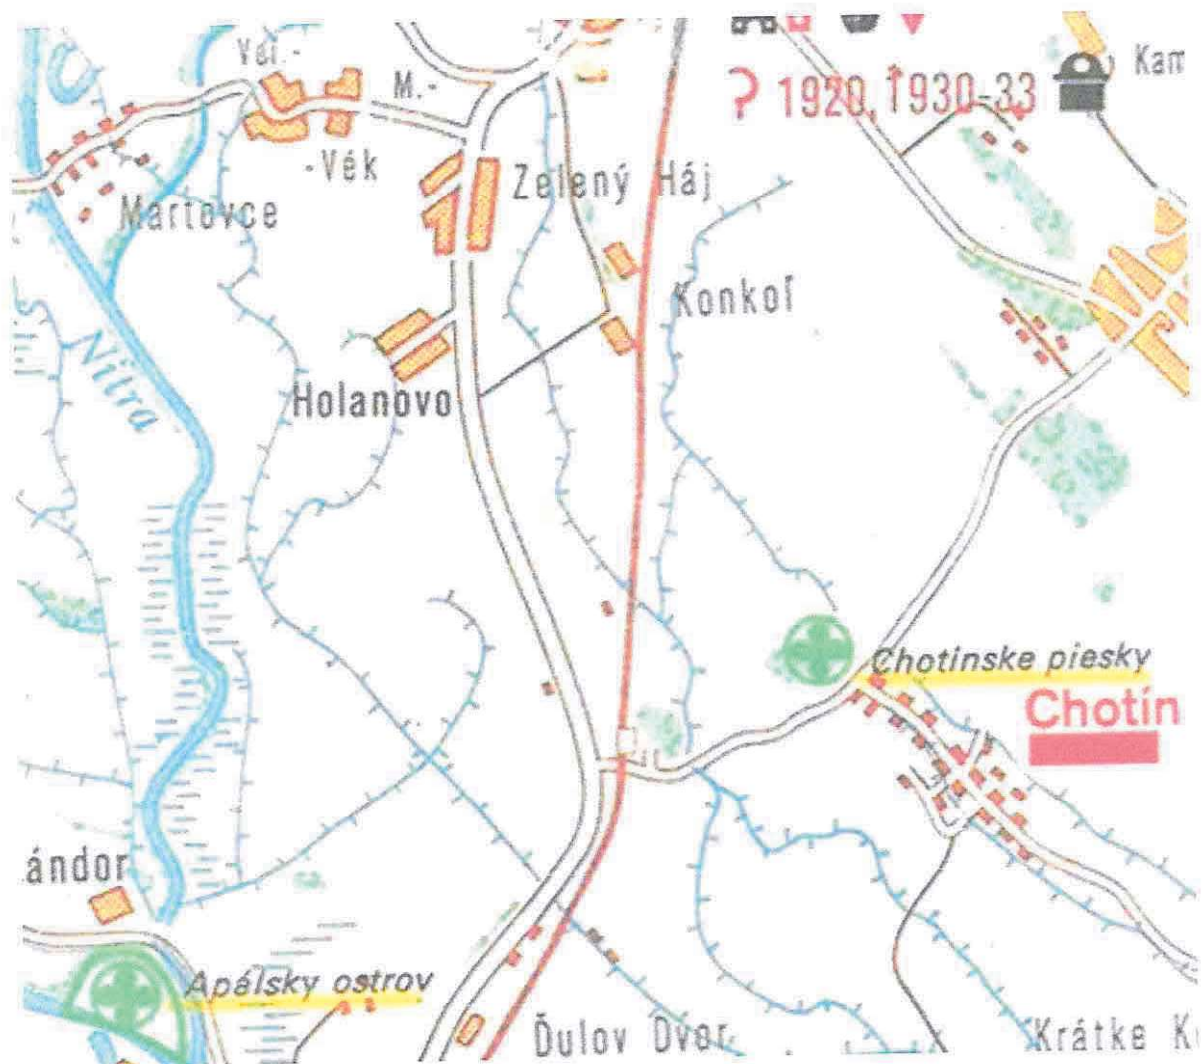 Vel.-
M.-
Kam
? 1920, †930-33
-Vék
Zelený Háj
Martovce
Konkoľ
Nitra
Holanovo
Chotinske piesky
Chotín
ándor
Apálsky ostrov
Ďulov Dvor
Krátke K